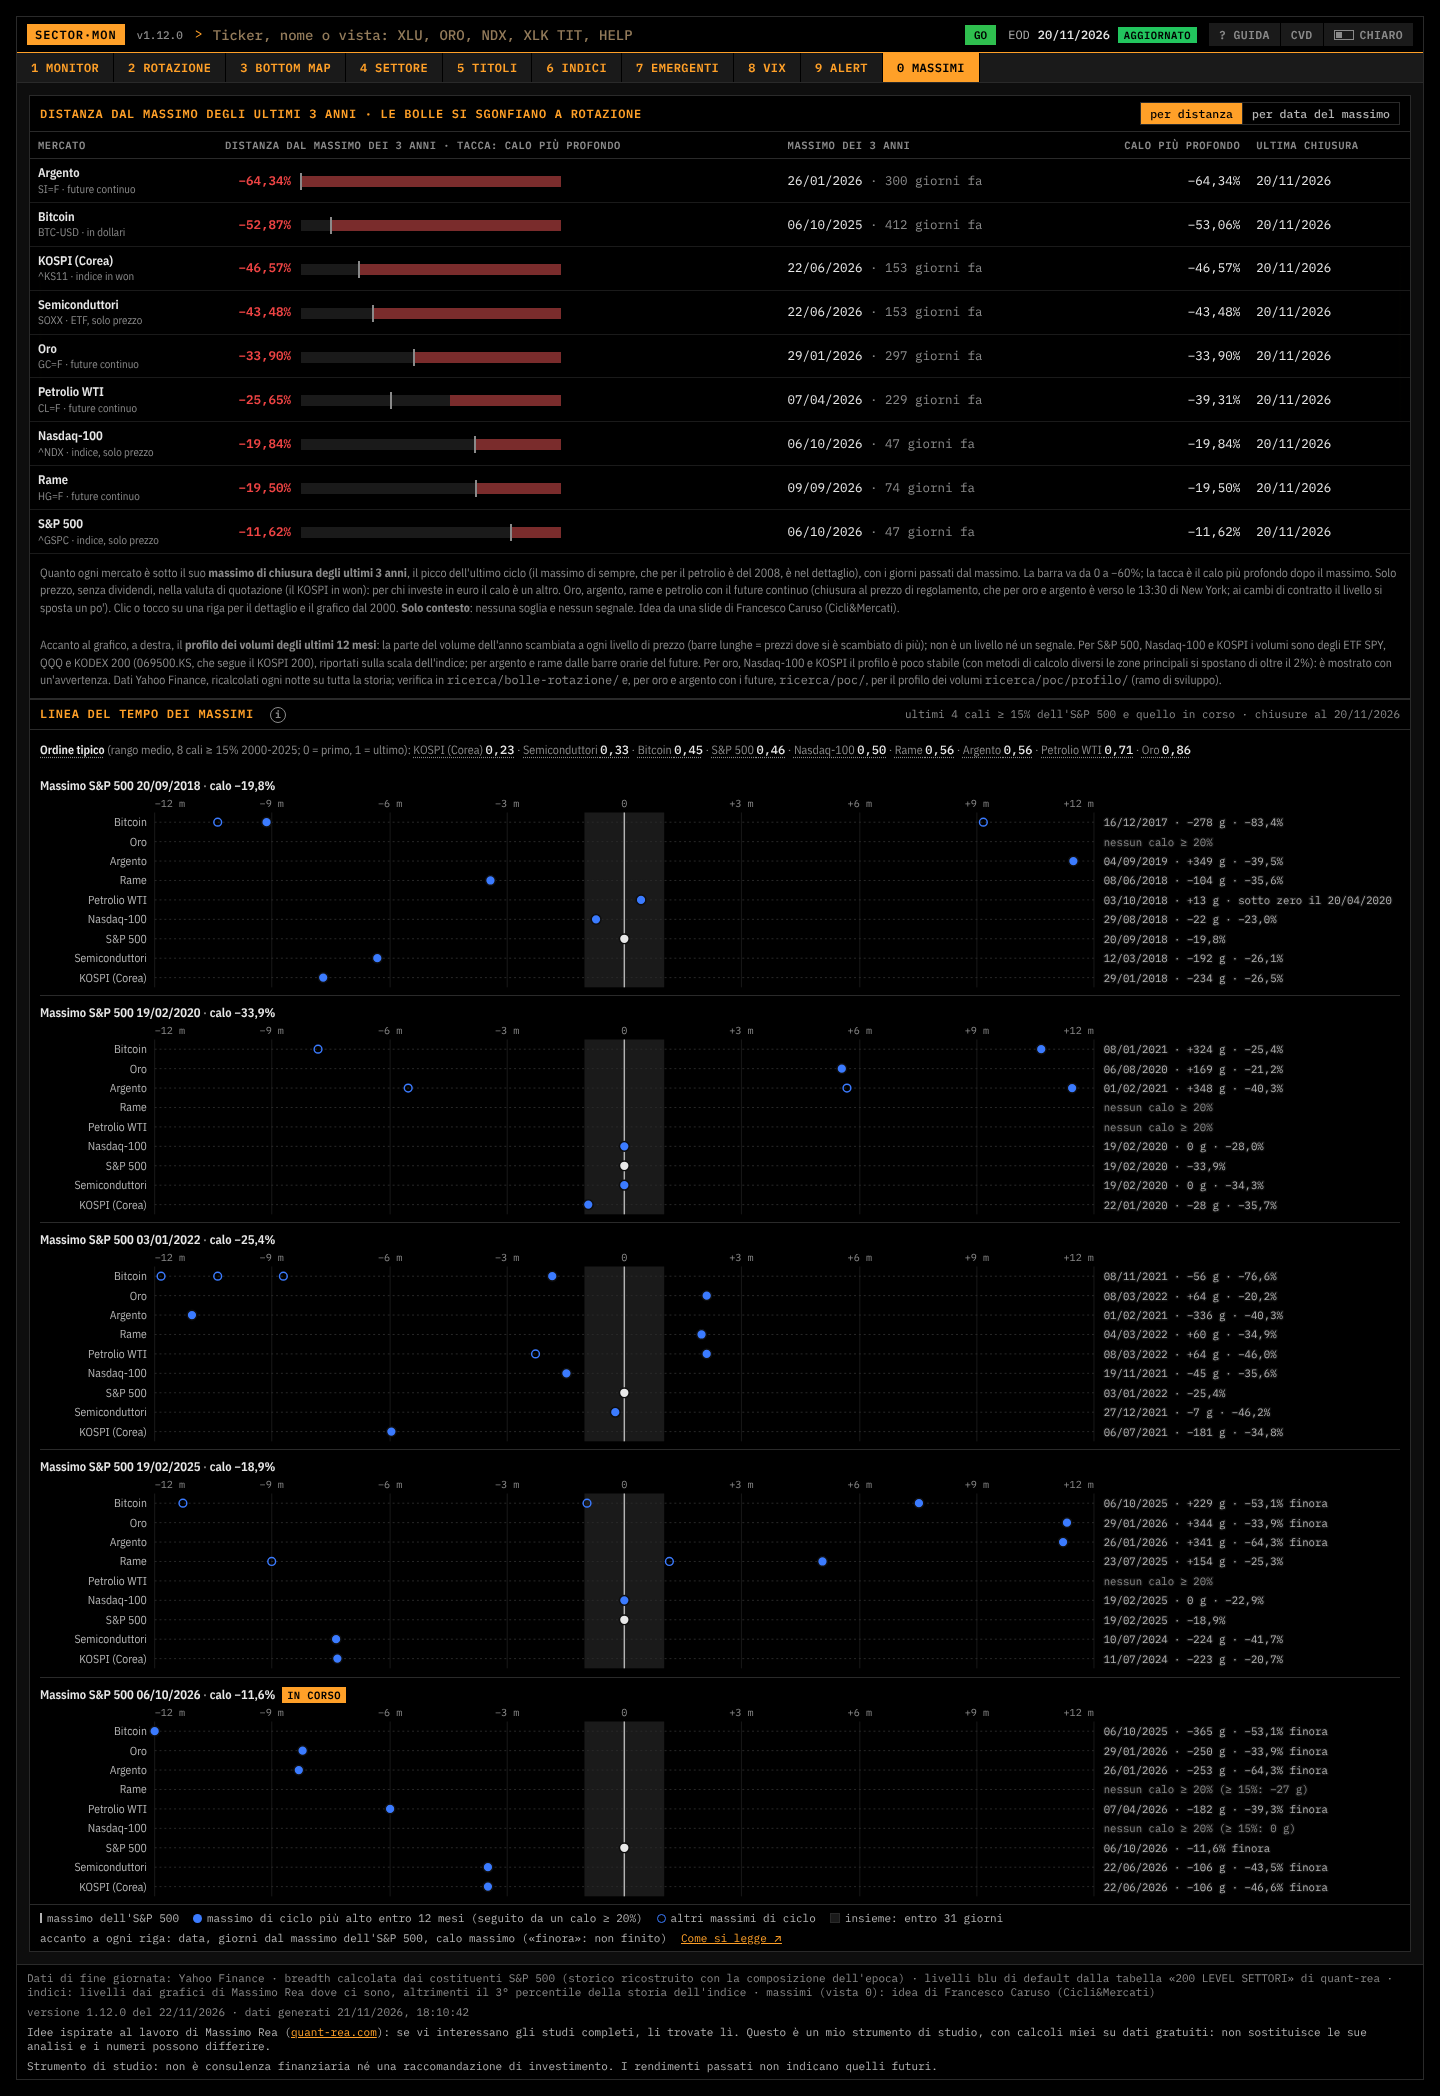 SECTOR·MON v1.12.0 > Ticker, nome o vista: XLU, ORO, NDX, XLK TIT, HELP GO EOD 20/11/2026 AGGIORNATO ? GUIDA CVD CHIARO
1 MONITOR 2 ROTAZIONE 3 BOTTOM MAP 4 SETTORE 5 TITOLI 6 INDICI 7 EMERGENTI 8 VIX 9 ALERT 0 MASSIMI
DISTANZA DAL MASSIMO DEGLI ULTIMI 3 ANNI · LE BOLLE SI SGONFIANO A ROTAZIONE per distanza per data del massimo
MERCATO DISTANZA DAL MASSIMO DEI 3 ANNI · TACCA: CALO PIÙ PROFONDO MASSIMO DEI 3 ANNI CALO PIÙ PROFONDO ULTIMA CHIUSURA
Argento
SI=F · future continuo
−64,34% 26/01/2026 · 300 giorni fa −64,34% 20/11/2026
Bitcoin
BTC-USD · in dollari
−52,87% 06/10/2025 · 412 giorni fa −53,06% 20/11/2026
KOSPI (Corea)
^KS11 · indice in won
−46,57% 22/06/2026 · 153 giorni fa −46,57% 20/11/2026
Semiconduttori
SOXX · ETF, solo prezzo
−43,48% 22/06/2026 · 153 giorni fa −43,48% 20/11/2026
Oro
GC=F · future continuo
−33,90% 29/01/2026 · 297 giorni fa −33,90% 20/11/2026
Petrolio WTI
CL=F · future continuo
−25,65% 07/04/2026 · 229 giorni fa −39,31% 20/11/2026
Nasdaq-100
^NDX · indice, solo prezzo
−19,84% 06/10/2026 · 47 giorni fa −19,84% 20/11/2026
Rame
HG=F · future continuo
−19,50% 09/09/2026 · 74 giorni fa −19,50% 20/11/2026
S&P 500
^GSPC · indice, solo prezzo
−11,62% 06/10/2026 · 47 giorni fa −11,62% 20/11/2026
Quanto ogni mercato è sotto il suo massimo di chiusura degli ultimi 3 anni, il picco dell'ultimo ciclo (il massimo di sempre, che per il petrolio è del 2008, è nel dettaglio), con i giorni passati dal massimo. La barra va da 0 a −60%; la tacca è il calo più profondo dopo il massimo. Solo
prezzo, senza dividendi, nella valuta di quotazione (il KOSPI in won): per chi investe in euro il calo è un altro. Oro, argento, rame e petrolio con il future continuo (chiusura al prezzo di regolamento, che per oro e argento è verso le 13:30 di New York; ai cambi di contratto il livello si
sposta un po'). Clic o tocco su una riga per il dettaglio e il grafico dal 2000. Solo contesto: nessuna soglia e nessun segnale. Idea da una slide di Francesco Caruso (Cicli&Mercati).
Accanto al grafico, a destra, il profilo dei volumi degli ultimi 12 mesi: la parte del volume dell'anno scambiata a ogni livello di prezzo (barre lunghe = prezzi dove si è scambiato di più); non è un livello né un segnale. Per S&P 500, Nasdaq-100 e KOSPI i volumi sono degli ETF SPY,
QQQ e KODEX 200 (069500.KS, che segue il KOSPI 200), riportati sulla scala dell'indice; per argento e rame dalle barre orarie del future. Per oro, Nasdaq-100 e KOSPI il profilo è poco stabile (con metodi di calcolo diversi le zone principali si spostano di oltre il 2%): è mostrato con
un'avvertenza. Dati Yahoo Finance, ricalcolati ogni notte su tutta la storia; verifica in ricerca/bolle-rotazione/ e, per oro e argento con i future, ricerca/poc/, per il profilo dei volumi ricerca/poc/profilo/ (ramo di sviluppo).
LINEA DEL TEMPO DEI MASSIMI i ultimi 4 cali ≥ 15% dell'S&P 500 e quello in corso · chiusure al 20/11/2026
Ordine tipico (rango medio, 8 cali ≥ 15% 2000-2025; 0 = primo, 1 = ultimo): KOSPI (Corea) 0,23 · Semiconduttori 0,33 · Bitcoin 0,45 · S&P 500 0,46 · Nasdaq-100 0,50 · Rame 0,56 · Argento 0,56 · Petrolio WTI 0,71 · Oro 0,86
Massimo S&P 500 20/09/2018 · calo −19,8%
−12 m −9 m −6 m −3 m 0 +3 m +6 m +9 m +12 m
Bitcoin 16/12/2017 · −278 g · −83,4%
Oro nessun calo ≥ 20%
Argento 04/09/2019 · +349 g · −39,5%
Rame 08/06/2018 · −104 g · −35,6%
Petrolio WTI 03/10/2018 · +13 g · sotto zero il 20/04/2020
Nasdaq-100 29/08/2018 · −22 g · −23,0%
S&P 500 20/09/2018 · −19,8%
Semiconduttori 12/03/2018 · −192 g · −26,1%
KOSPI (Corea) 29/01/2018 · −234 g · −26,5%
Massimo S&P 500 19/02/2020 · calo −33,9%
−12 m −9 m −6 m −3 m 0 +3 m +6 m +9 m +12 m
Bitcoin 08/01/2021 · +324 g · −25,4%
Oro 06/08/2020 · +169 g · −21,2%
Argento 01/02/2021 · +348 g · −40,3%
Rame nessun calo ≥ 20%
Petrolio WTI nessun calo ≥ 20%
Nasdaq-100 19/02/2020 · 0 g · −28,0%
S&P 500 19/02/2020 · −33,9%
Semiconduttori 19/02/2020 · 0 g · −34,3%
KOSPI (Corea) 22/01/2020 · −28 g · −35,7%
Massimo S&P 500 03/01/2022 · calo −25,4%
−12 m −9 m −6 m −3 m 0 +3 m +6 m +9 m +12 m
Bitcoin 08/11/2021 · −56 g · −76,6%
Oro 08/03/2022 · +64 g · −20,2%
Argento 01/02/2021 · −336 g · −40,3%
Rame 04/03/2022 · +60 g · −34,9%
Petrolio WTI 08/03/2022 · +64 g · −46,0%
Nasdaq-100 19/11/2021 · −45 g · −35,6%
S&P 500 03/01/2022 · −25,4%
Semiconduttori 27/12/2021 · −7 g · −46,2%
KOSPI (Corea) 06/07/2021 · −181 g · −34,8%
Massimo S&P 500 19/02/2025 · calo −18,9%
−12 m −9 m −6 m −3 m 0 +3 m +6 m +9 m +12 m
Bitcoin 06/10/2025 · +229 g · −53,1% finora
Oro 29/01/2026 · +344 g · −33,9% finora
Argento 26/01/2026 · +341 g · −64,3% finora
Rame 23/07/2025 · +154 g · −25,3%
Petrolio WTI nessun calo ≥ 20%
Nasdaq-100 19/02/2025 · 0 g · −22,9%
S&P 500 19/02/2025 · −18,9%
Semiconduttori 10/07/2024 · −224 g · −41,7%
KOSPI (Corea) 11/07/2024 · −223 g · −20,7%
Massimo S&P 500 06/10/2026 · calo −11,6% IN CORSO
−12 m −9 m −6 m −3 m 0 +3 m +6 m +9 m +12 m
Bitcoin 06/10/2025 · −365 g · −53,1% finora
Oro 29/01/2026 · −250 g · −33,9% finora
Argento 26/01/2026 · −253 g · −64,3% finora
Rame nessun calo ≥ 20% (≥ 15%: −27 g)
Petrolio WTI 07/04/2026 · −182 g · −39,3% finora
Nasdaq-100 nessun calo ≥ 20% (≥ 15%: 0 g)
S&P 500 06/10/2026 · −11,6% finora
Semiconduttori 22/06/2026 · −106 g · −43,5% finora
KOSPI (Corea) 22/06/2026 · −106 g · −46,6% finora
massimo dell'S&P 500 massimo di ciclo più alto entro 12 mesi (seguito da un calo ≥ 20%) altri massimi di ciclo insieme: entro 31 giorni
accanto a ogni riga: data, giorni dal massimo dell'S&P 500, calo massimo («finora»: non finito) Come si legge ↗
Dati di fine giornata: Yahoo Finance · breadth calcolata dai costituenti S&P 500 (storico ricostruito con la composizione dell'epoca) · livelli blu di default dalla tabella «200 LEVEL SETTORI» di quant-rea ·
indici: livelli dai grafici di Massimo Rea dove ci sono, altrimenti il 3° percentile della storia dell'indice · massimi (vista 0): idea di Francesco Caruso (Cicli&Mercati)
versione 1.12.0 del 22/11/2026 · dati generati 21/11/2026, 18:10:42
Idee ispirate al lavoro di Massimo Rea (quant-rea.com): se vi interessano gli studi completi, li trovate lì. Questo è un mio strumento di studio, con calcoli miei su dati gratuiti: non sostituisce le sue
analisi e i numeri possono differire.
Strumento di studio: non è consulenza finanziaria né una raccomandazione di investimento. I rendimenti passati non indicano quelli futuri.